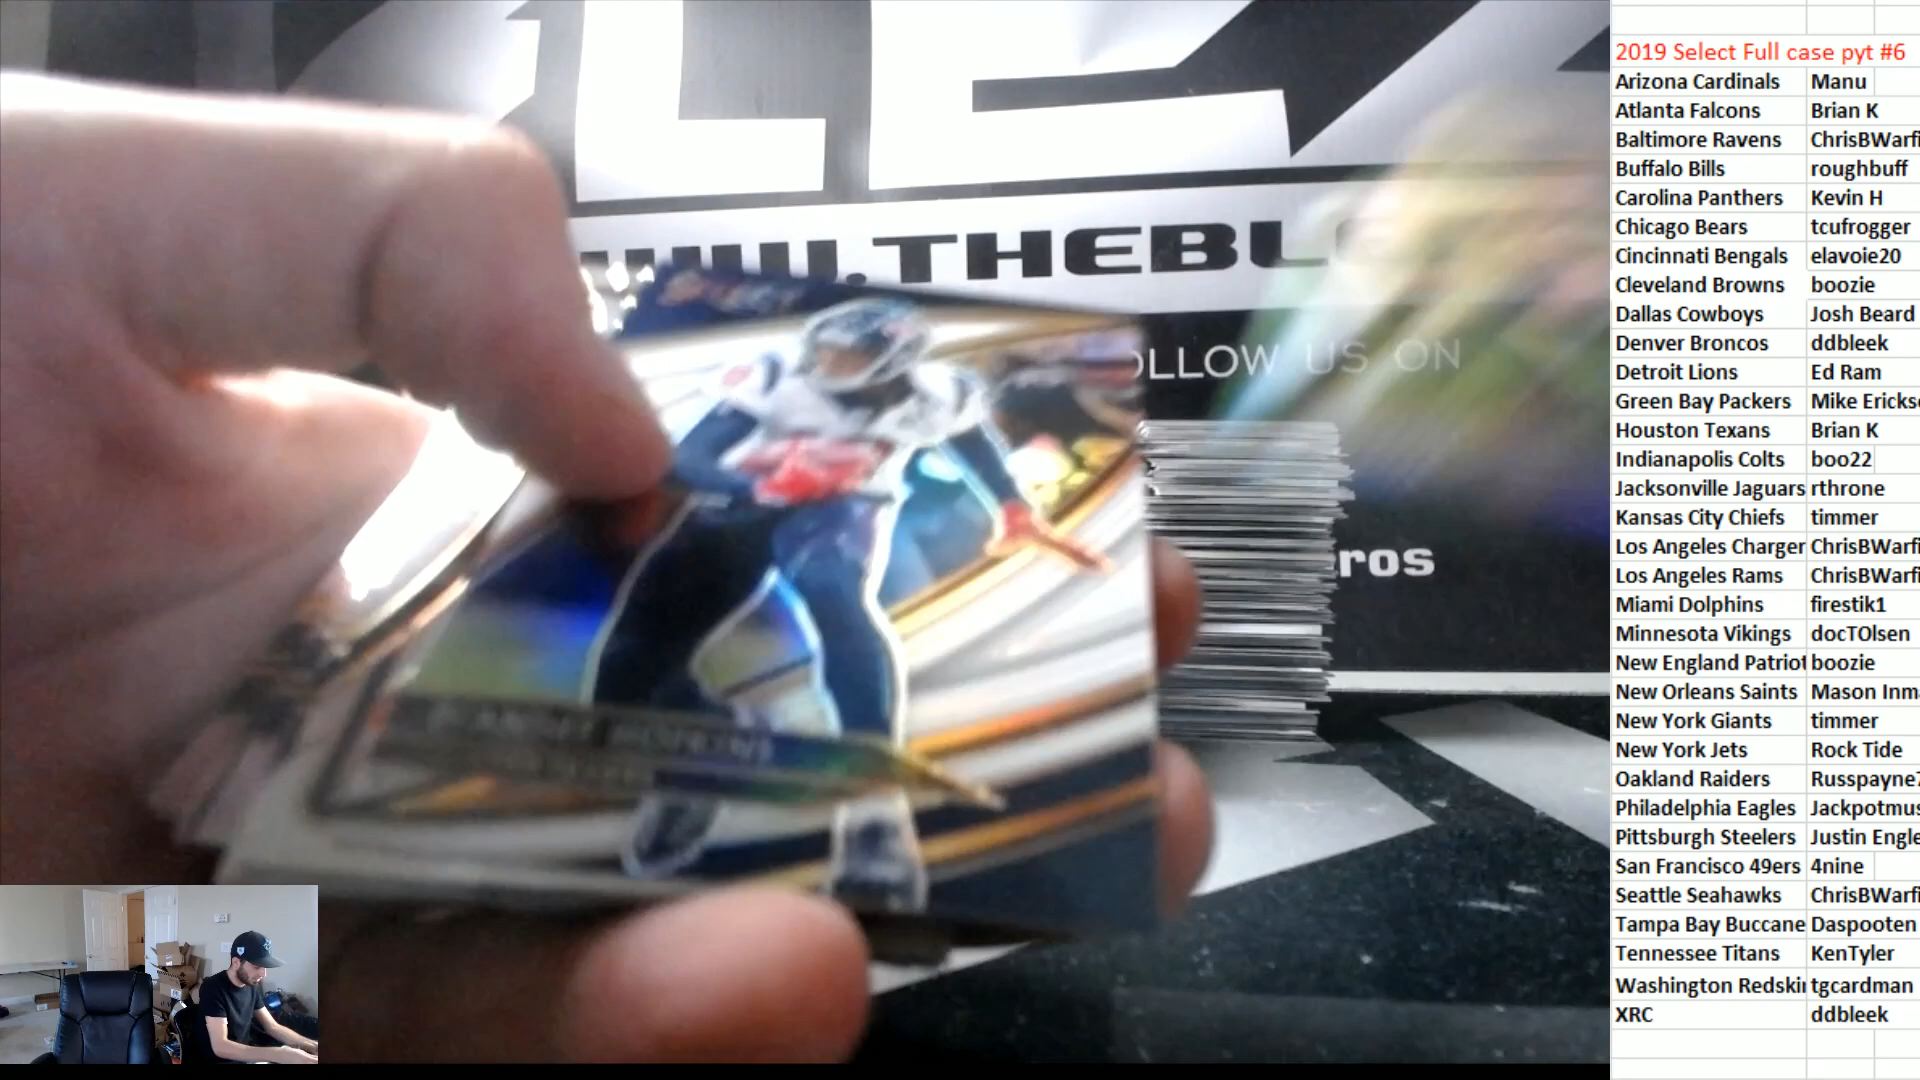 WWW.THEBL
OLLOW US ON
ros
SELECT
DEANDRE HOPKINS
2019 Select Full case pyt #6
Arizona Cardinals Manu
Atlanta Falcons Brian K
Baltimore Ravens ChrisBWarfi
Buffalo Bills roughbuff
Carolina Panthers Kevin H
Chicago Bears tcufrogger
Cincinnati Bengals elavoie20
Cleveland Browns boozie
Dallas Cowboys Josh Beard
Denver Broncos ddbleek
Detroit Lions Ed Ram
Green Bay Packers Mike Erickso
Houston Texans Brian K
Indianapolis Colts boo22
Jacksonville Jaguars rthrone
Kansas City Chiefs timmer
Los Angeles Charger ChrisBWarfi
Los Angeles Rams ChrisBWarfi
Miami Dolphins firestik1
Minnesota Vikings docTOlsen
New England Patriot boozie
New Orleans Saints Mason Inma
New York Giants timmer
New York Jets Rock Tide
Oakland Raiders Russpayne7
Philadelphia Eagles Jackpotmus
Pittsburgh Steelers Justin Engle
San Francisco 49ers 4nine
Seattle Seahawks ChrisBWarfi
Tampa Bay Buccane Daspooten
Tennessee Titans KenTyler
Washington Redskin tgcardman
XRC ddbleek